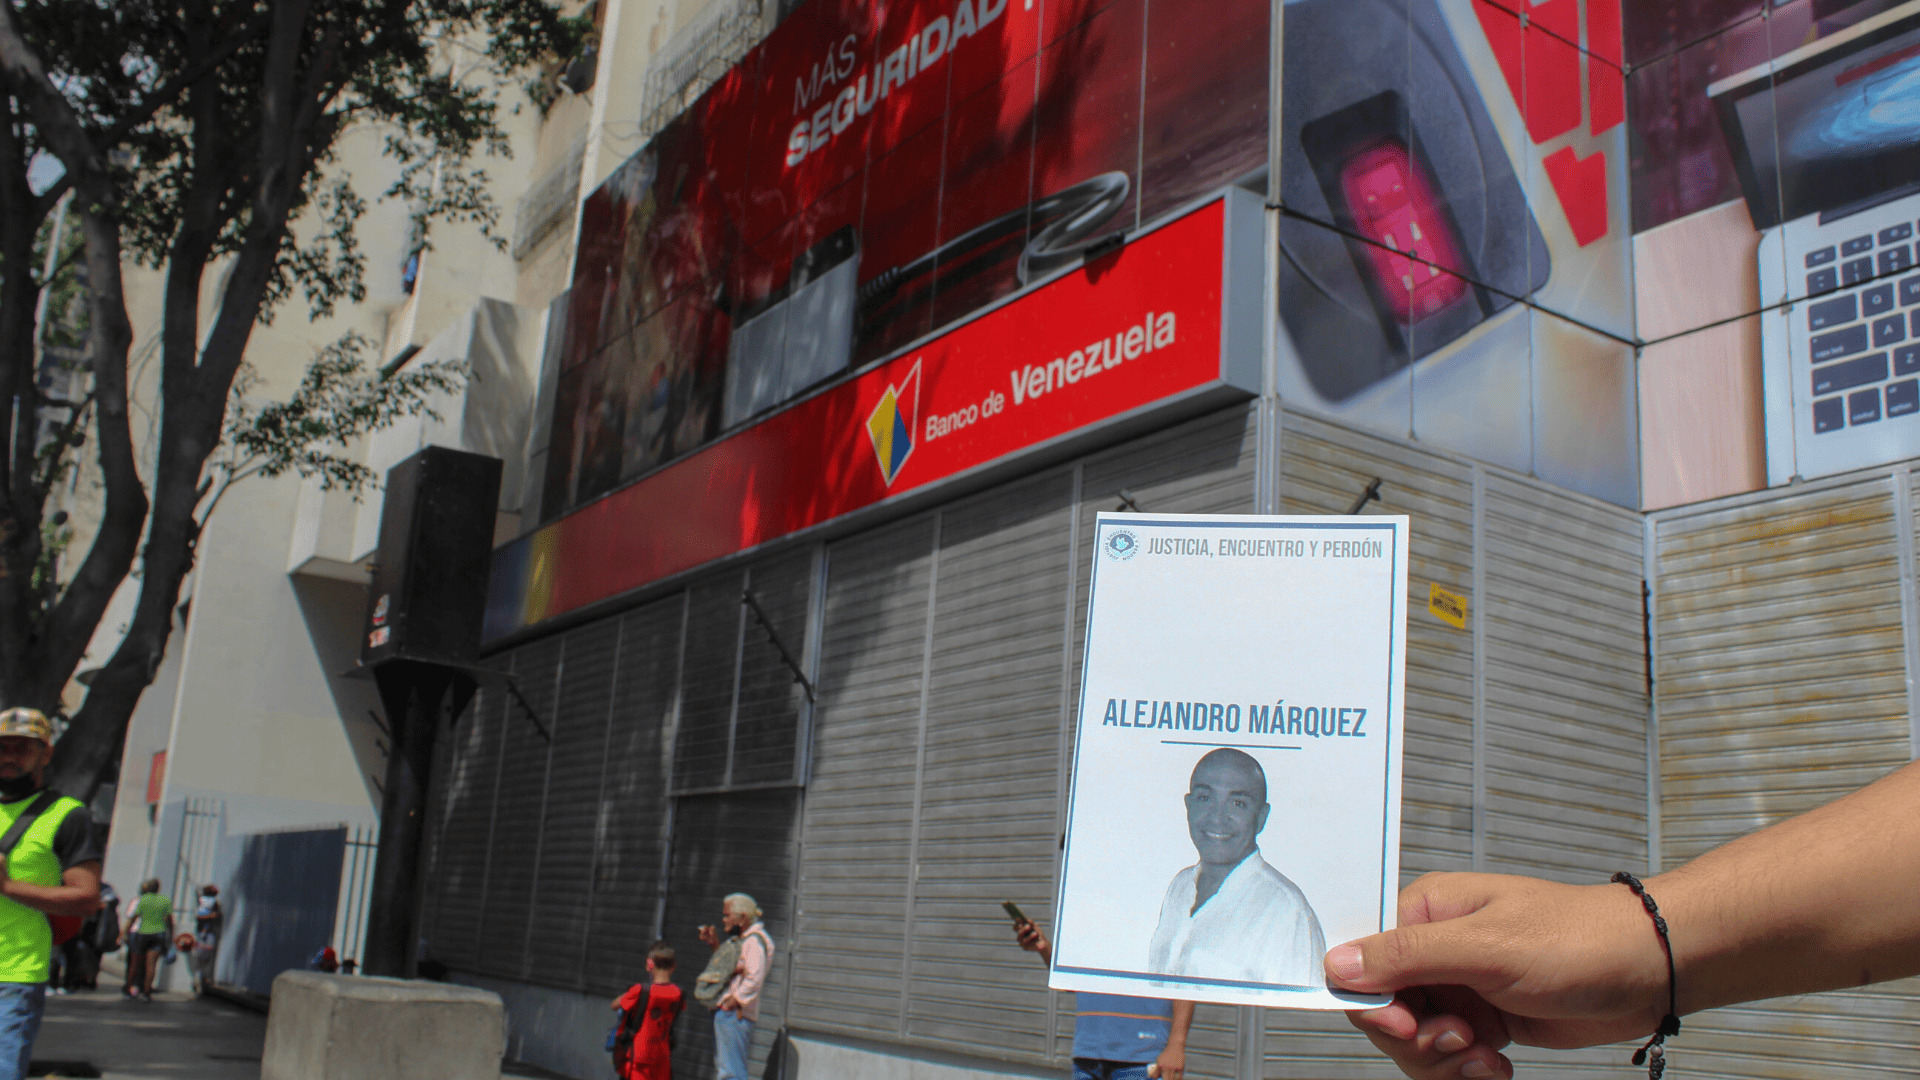 MÁS
SEGURIDAD
Banco de Venezuela
JUSTICIA, ENCUENTRO Y PERDÓN
ALEJANDRO MÁRQUEZ